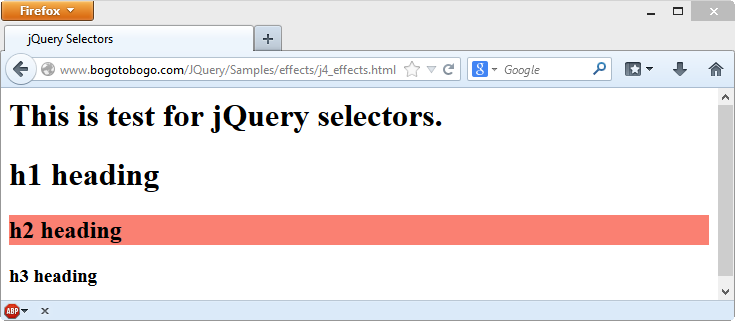 Firefox
jQuery Selectors
www.bogotobogo.com/JQuery/Samples/effects/j4_effects.html
8 Google
This is test for jQuery selectors.
h1 heading
h2 heading
h3 heading
ABP